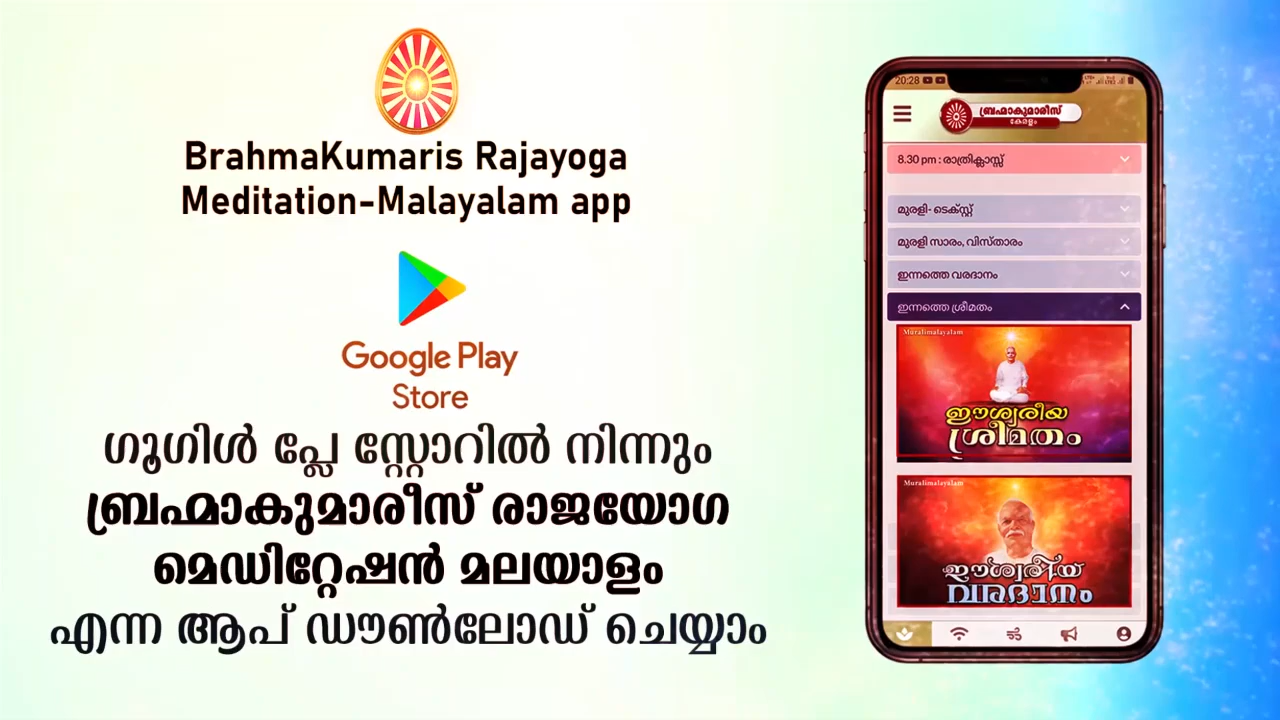 BrahmaKumaris Rajayoga
Meditation-Malayalam app
Google Play
Store
ഗൂഗിൾ പ്ലേ സ്റ്റോറിൽ നിന്നും
ബ്രഹ്മാകുമാരീസ് രാജയോഗ
മെഡിറ്റേഷൻ മലയാളം
എന്ന ആപ് ഡൗൺലോഡ് ചെയ്യാം
20:28
ബ്രഹ്മാകുമാരീസ്
കേരളം
8.30 pm : രാത്രിക്ലാസ്സ്
മുരളി- ടെക്സ്റ്റ്
മുരളി സാരം, വിസ്താരം
ഇന്നത്തെ വരദാനം
ഇന്നത്തെ ശ്രീമതം
Muralimalayalam
ഈശ്വരീയ
ശ്രീമതം
Muralimalayalam
ഈശ്വരീയ
വരദാനം